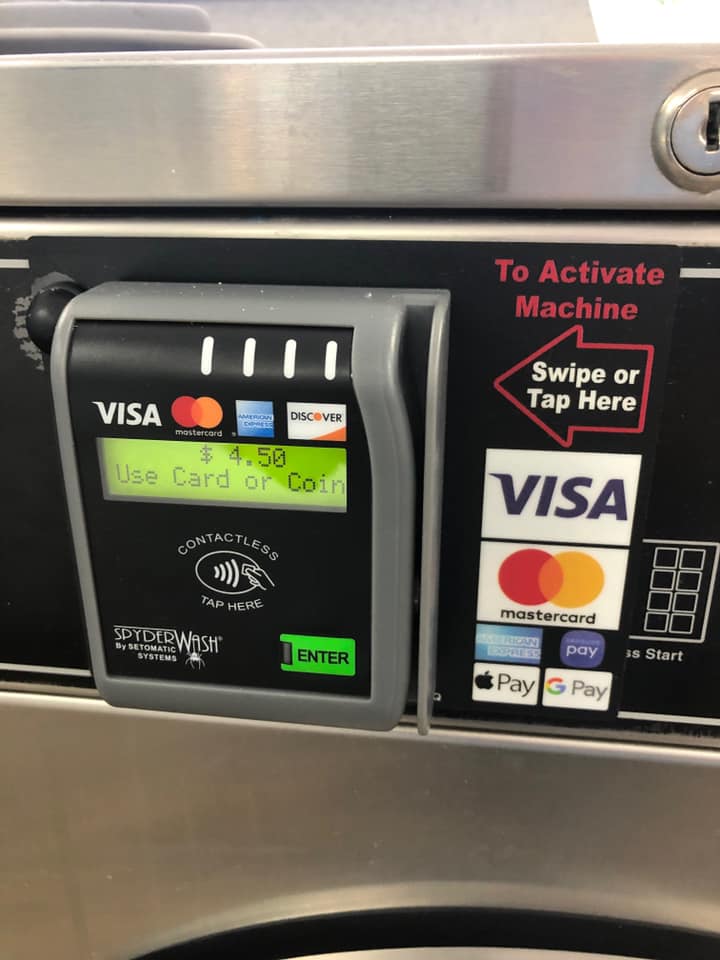 To Activate
Machine
Swipe or
Tap Here
VISA
mastercard
AMERICAN
EXPRESS
DISCOVER
$ 4.50
Use Card or Coin
CONTACTLESS
TAP HERE
SPYDERWASH®
By SETOMATIC
SYSTEMS
ENTER
VISA
mastercard
AMERICAN
EXPRESS
SAMSUNG
pay
Pay
G Pay
ss Start